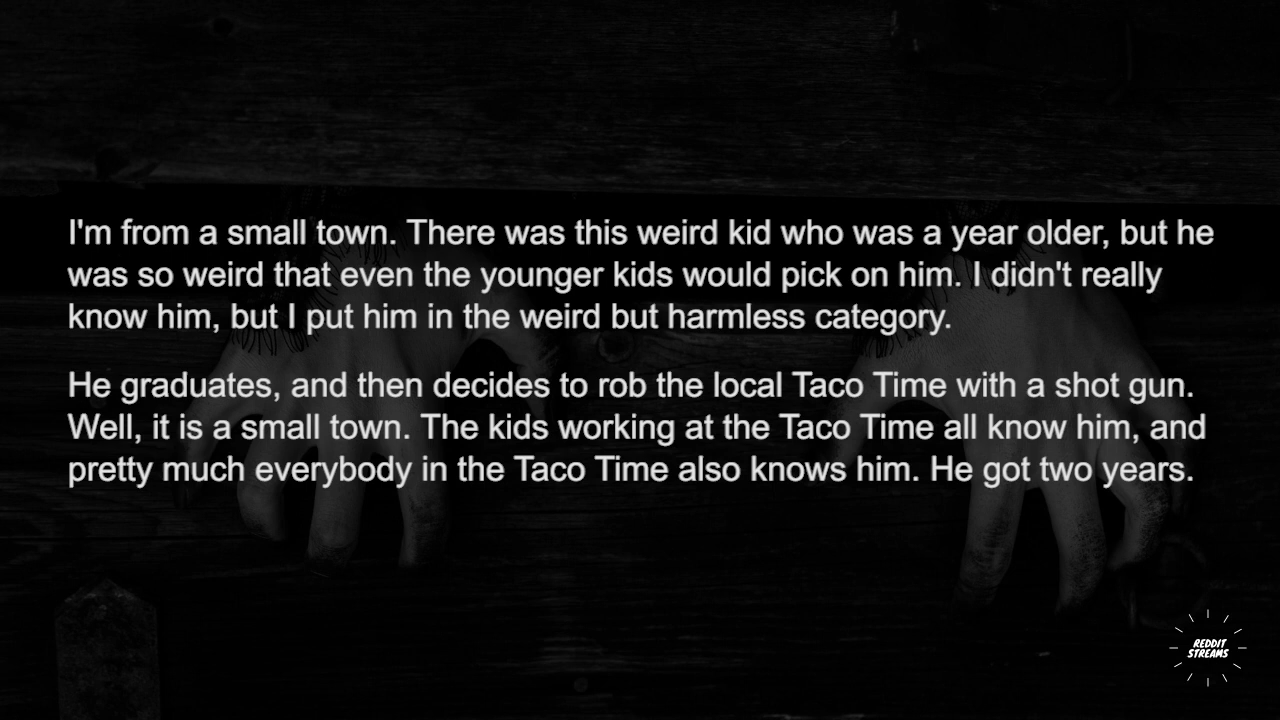 I'm from a small town. There was this weird kid who was a year older, but he
was so weird that even the younger kids would pick on him. I didn't really
know him, but I put him in the weird but harmless category.
He graduates, and then decides to rob the local Taco Time with a shot gun.
Well, it is a small town. The kids working at the Taco Time all know him, and
pretty much everybody in the Taco Time also knows him. He got two years.
REDDIT
STREAMS